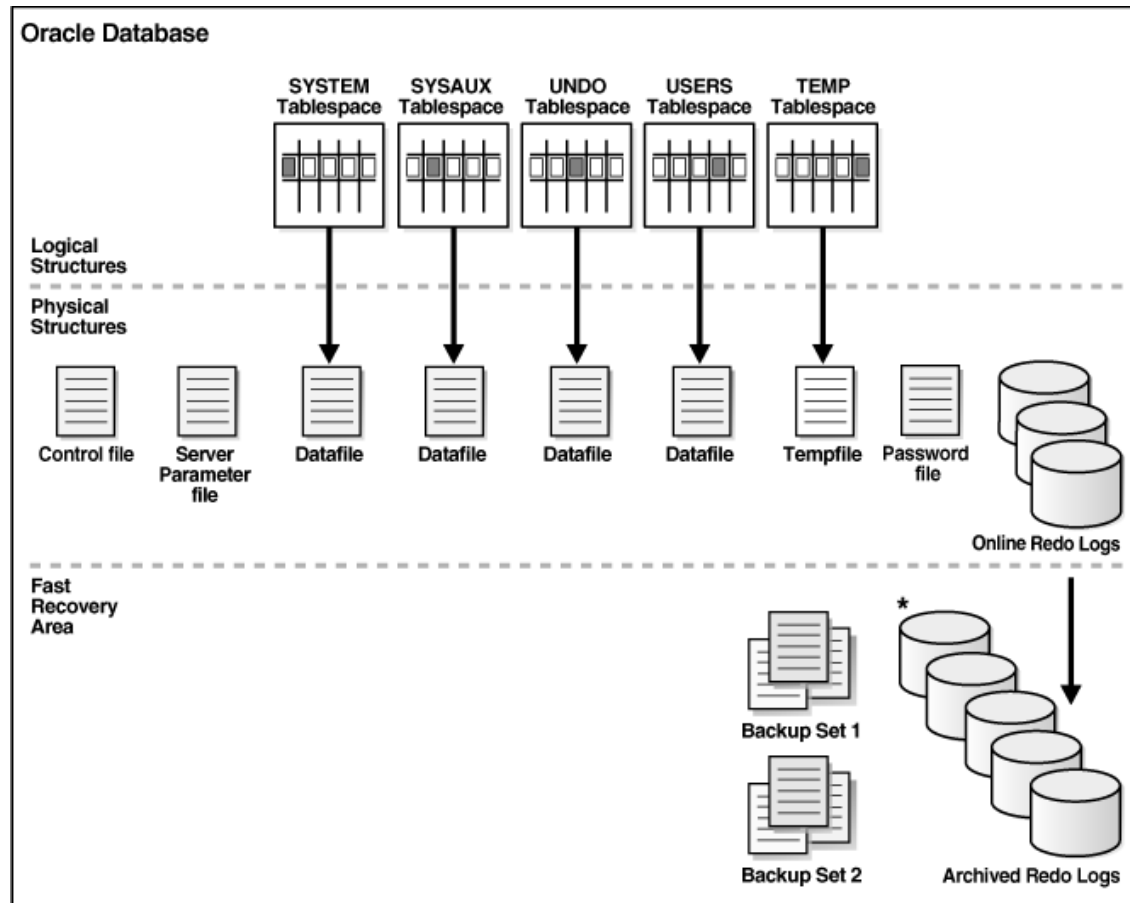 Oracle Database
SYSTEM
Tablespace
SYSAUX
Tablespace
UNDO
Tablespace
USERS
Tablespace
TEMP
Tablespace
Logical
Structures
Physical
Structures
Control file
Server
Parameter
file
Datafile
Datafile
Datafile
Datafile
Tempfile
Password
file
Online Redo Logs
Fast
Recovery
Area
*
Backup Set 1
Backup Set 2
Archived Redo Logs